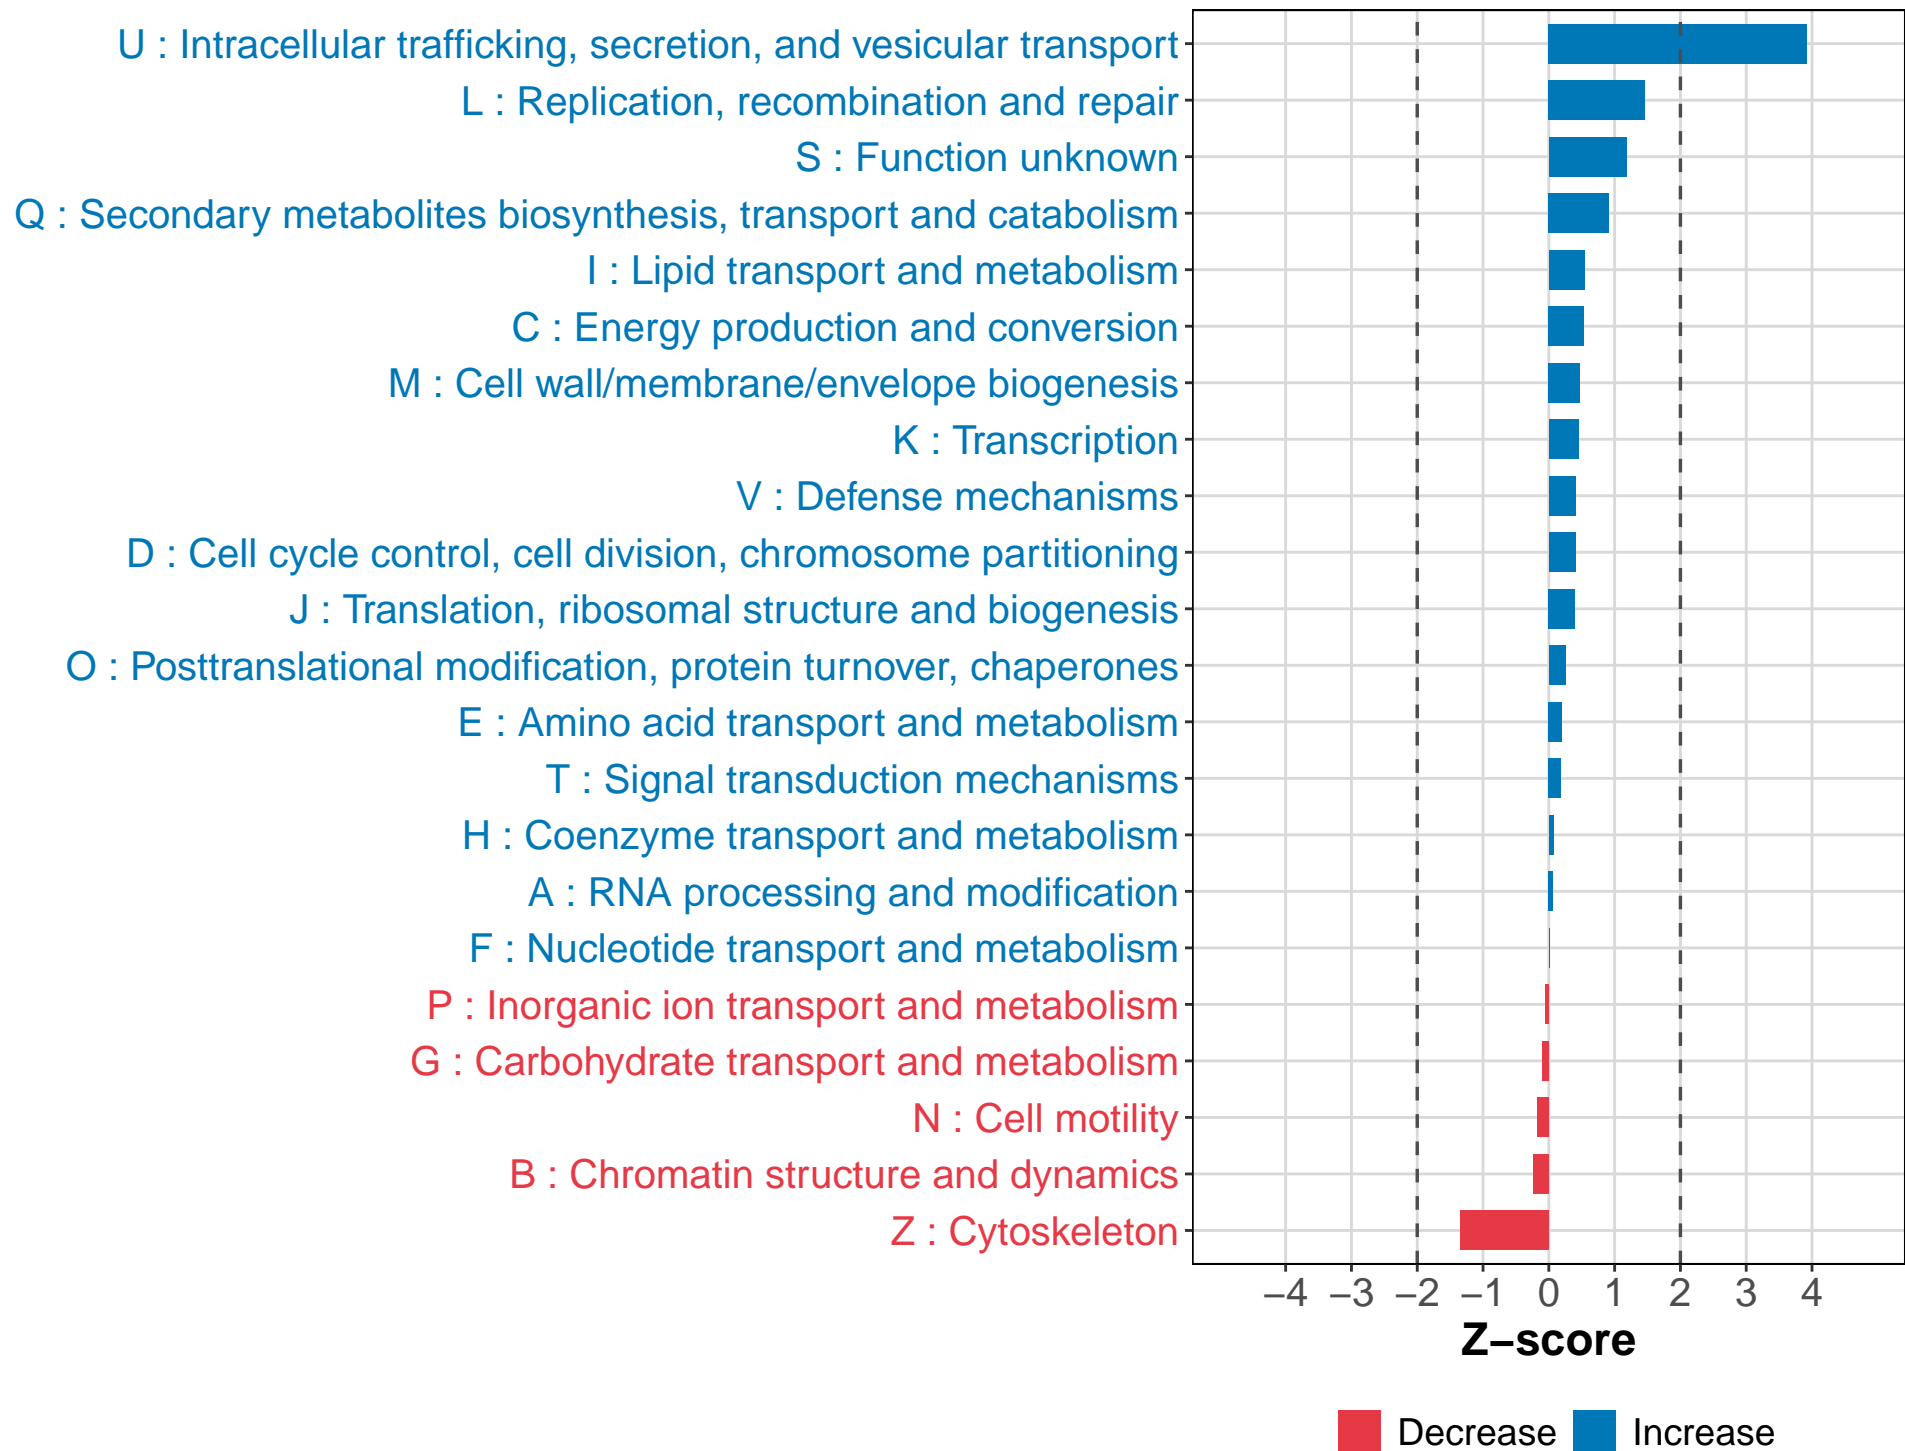 U : Intracellular trafficking, secretion, and vesicular transport
L : Replication, recombination and repair
S : Function unknown
Q : Secondary metabolites biosynthesis, transport and catabolism
I : Lipid transport and metabolism
C : Energy production and conversion
M : Cell wall/membrane/envelope biogenesis
K : Transcription
V : Defense mechanisms
D : Cell cycle control, cell division, chromosome partitioning
J : Translation, ribosomal structure and biogenesis
O : Posttranslational modification, protein turnover, chaperones
E : Amino acid transport and metabolism
T : Signal transduction mechanisms
H : Coenzyme transport and metabolism
A : RNA processing and modification
F : Nucleotide transport and metabolism
P : Inorganic ion transport and metabolism
G : Carbohydrate transport and metabolism
N : Cell motility
B : Chromatin structure and dynamics
Z : Cytoskeleton
−4 −3 −2 −1 0 1 2 3 4
Z−score
Decrease Increase